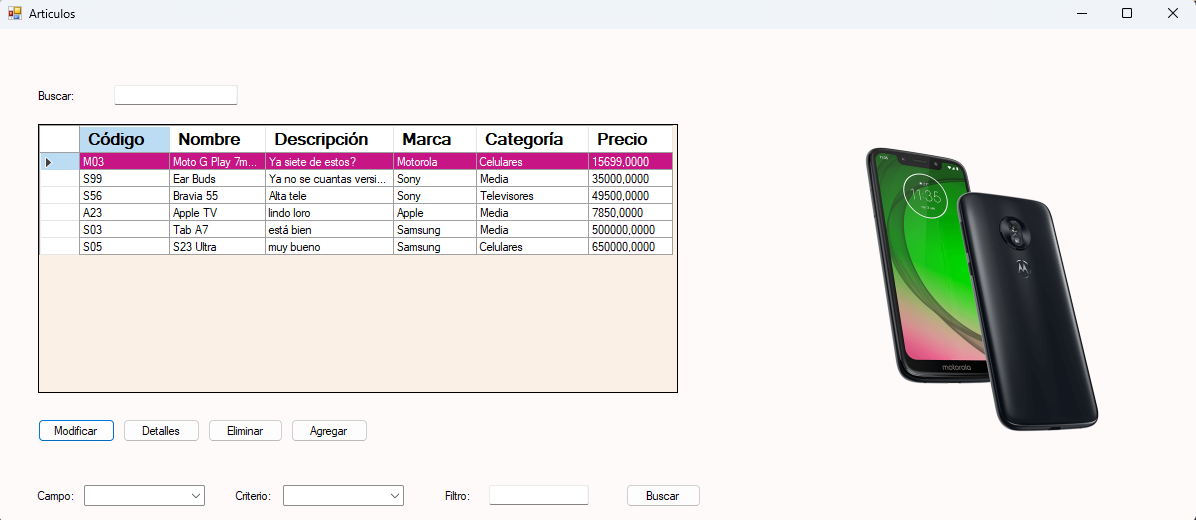 Articulos
Buscar:
Código Nombre Descripción Marca Categoría Precio
M03 Moto G Play 7m... Ya siete de estos? Motorola Celulares 15699,0000
S99 Ear Buds Ya no se cuantas versi... Sony Media 35000,0000
S56 Bravia 55 Alta tele Sony Televisores 49500,0000
A23 Apple TV lindo loro Apple Media 7850,0000
S03 Tab A7 está bien Samsung Media 500000,0000
S05 S23 Ultra muy bueno Samsung Celulares 650000,0000
motorola
Modificar Detalles Eliminar Agregar
Campo: Criterio: Filtro: Buscar